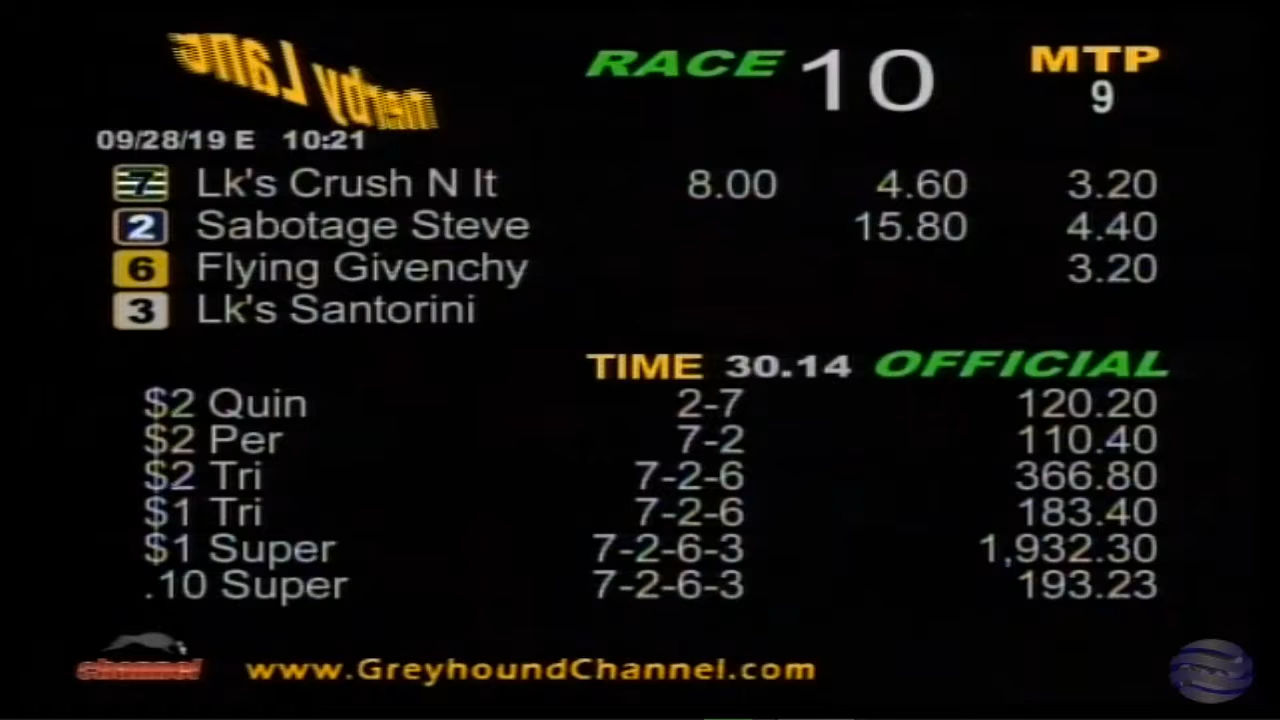 nerby Lane
RACE 10 MTP
9
09/28/19 E 10:21
7 Lk's Crush N It 8.00 4.60 3.20
2 Sabotage Steve 15.80 4.40
6 Flying Givenchy 3.20
3 Lk's Santorini
TIME 30.14 OFFICIAL
$2 Quin 2-7 120.20
$2 Per 7-2 110.40
$2 Tri 7-2-6 366.80
$1 Tri 7-2-6 183.40
$1 Super 7-2-6-3 1,932.30
.10 Super 7-2-6-3 193.23
channel www.GreyhoundChannel.com